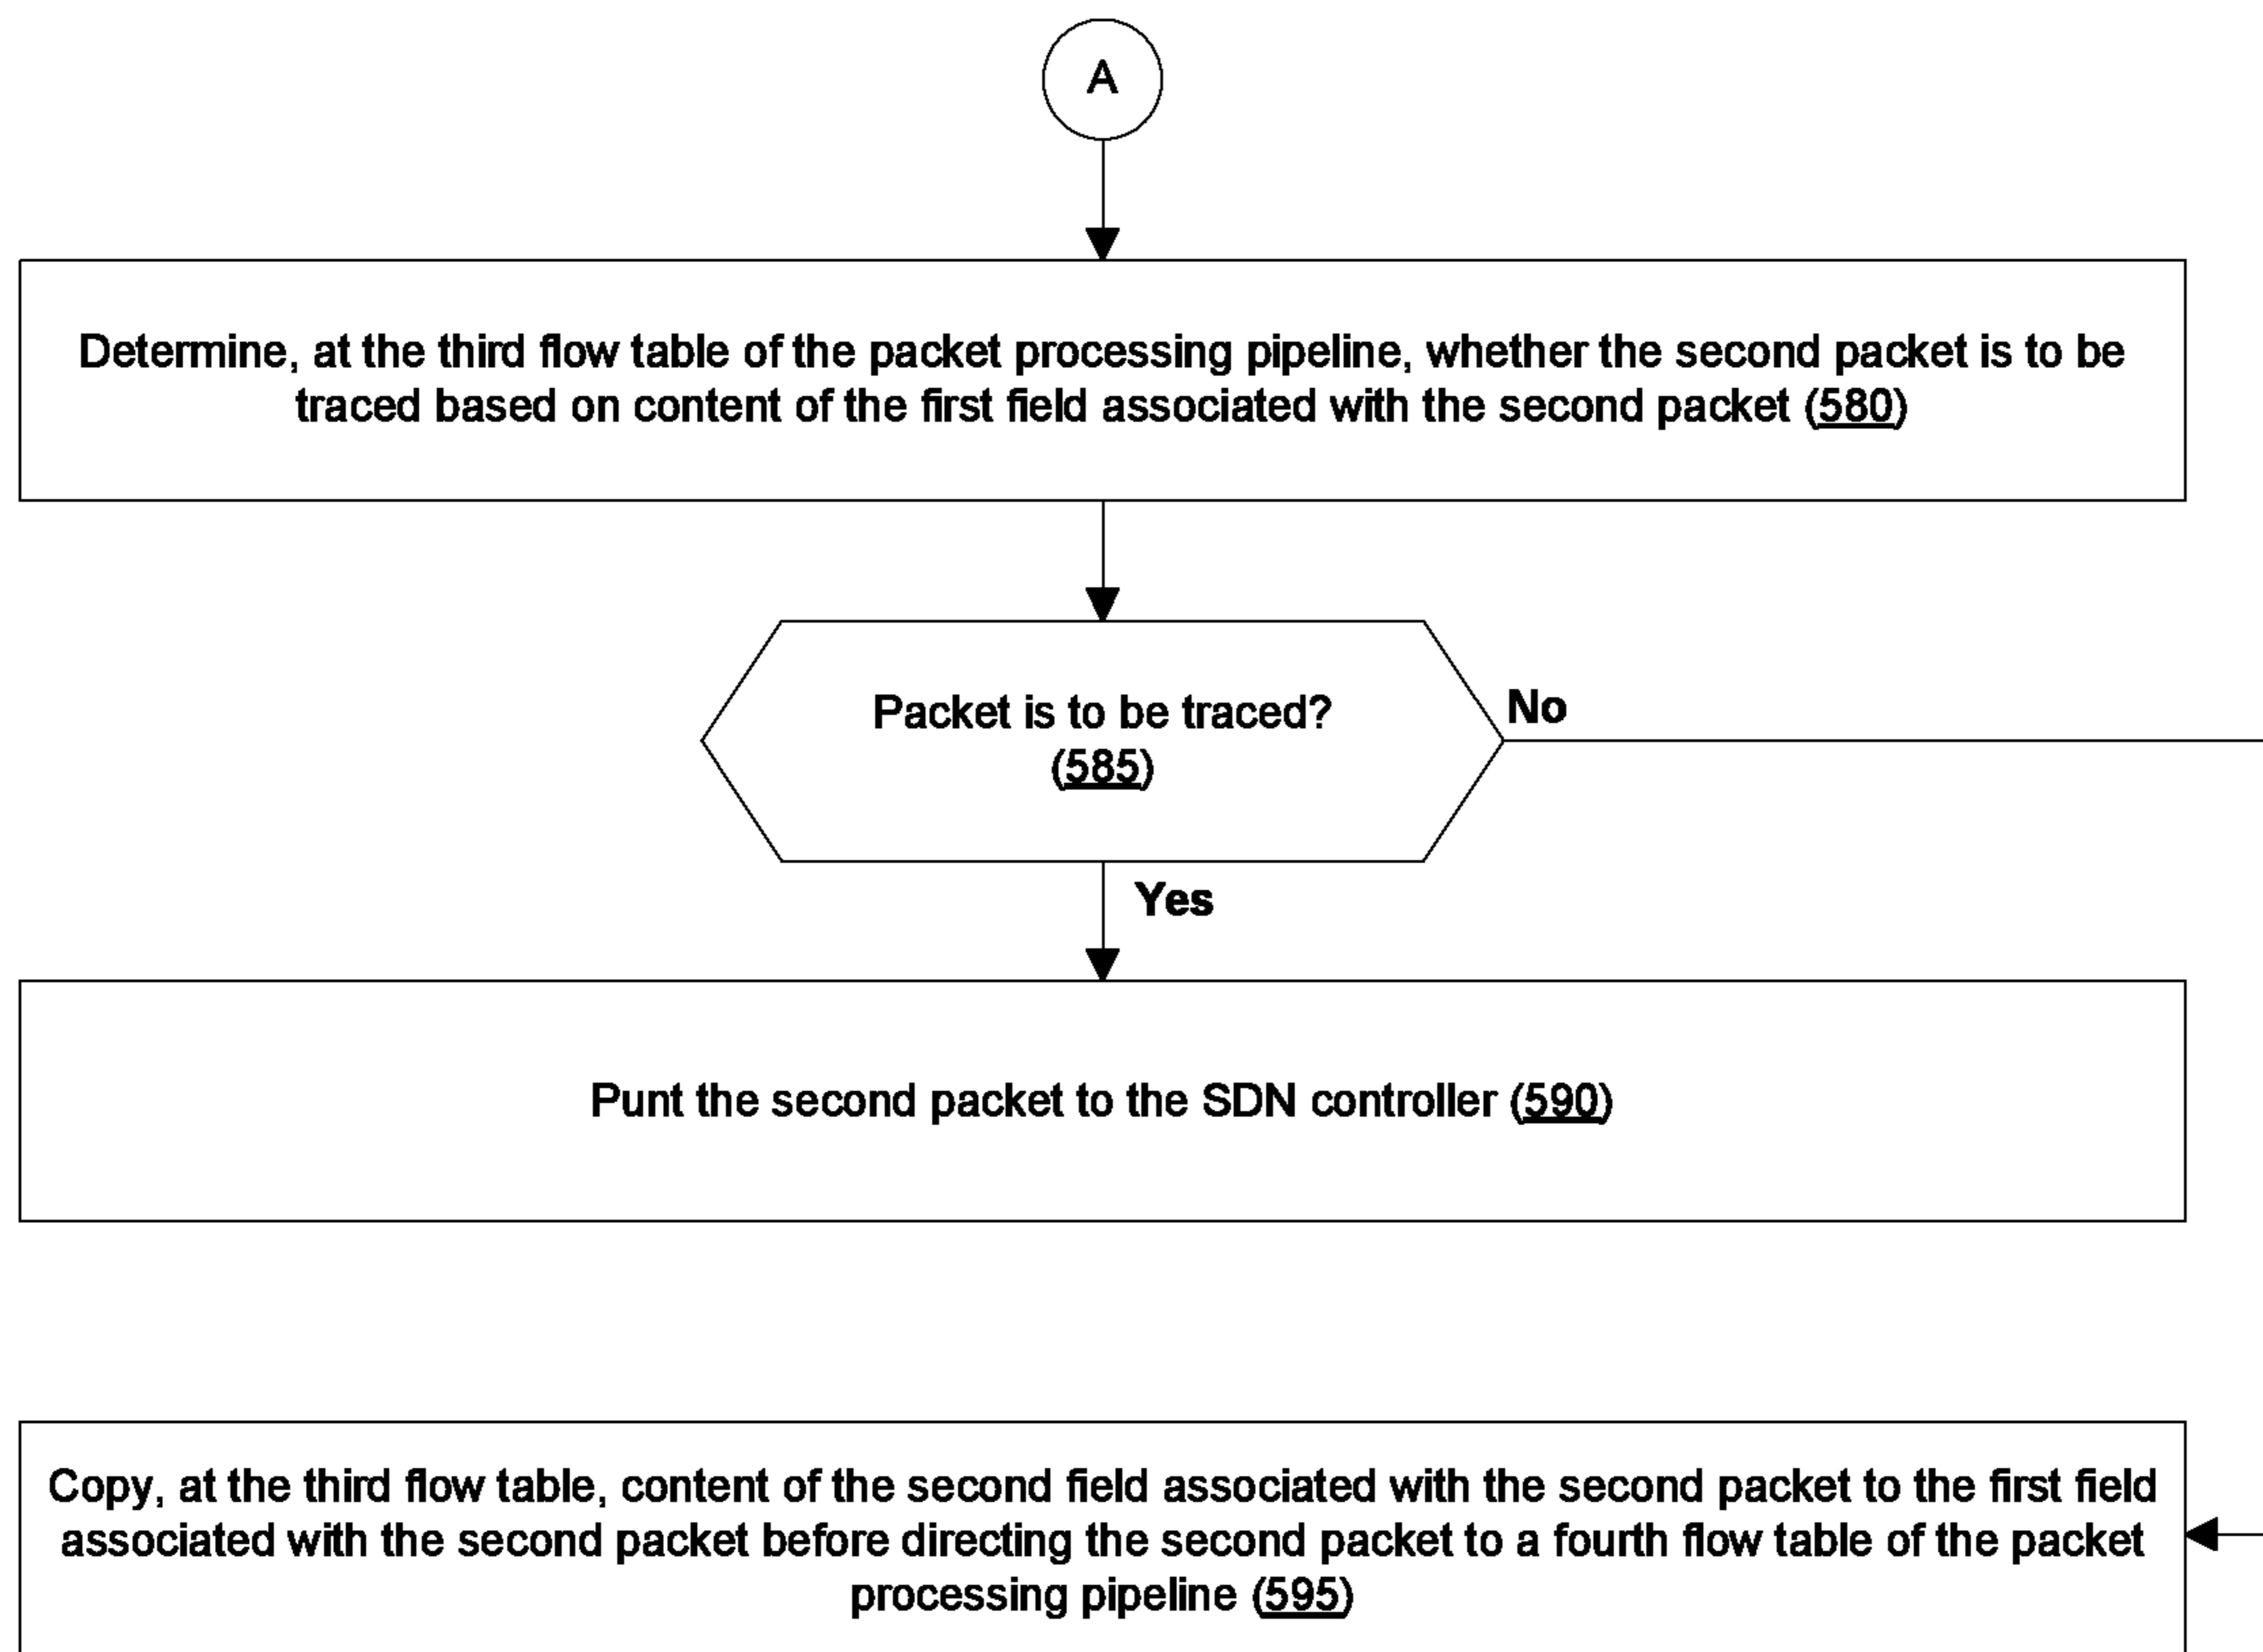 A
Determine, at the third flow table of the packet processing pipeline, whether the second packet is to be
traced based on content of the first field associated with the second packet (580)
Packet is to be traced?
(585)
No
Yes
Punt the second packet to the SDN controller (590)
Copy, at the third flow table, content of the second field associated with the second packet to the first field
associated with the second packet before directing the second packet to a fourth flow table of the packet
processing pipeline (595)